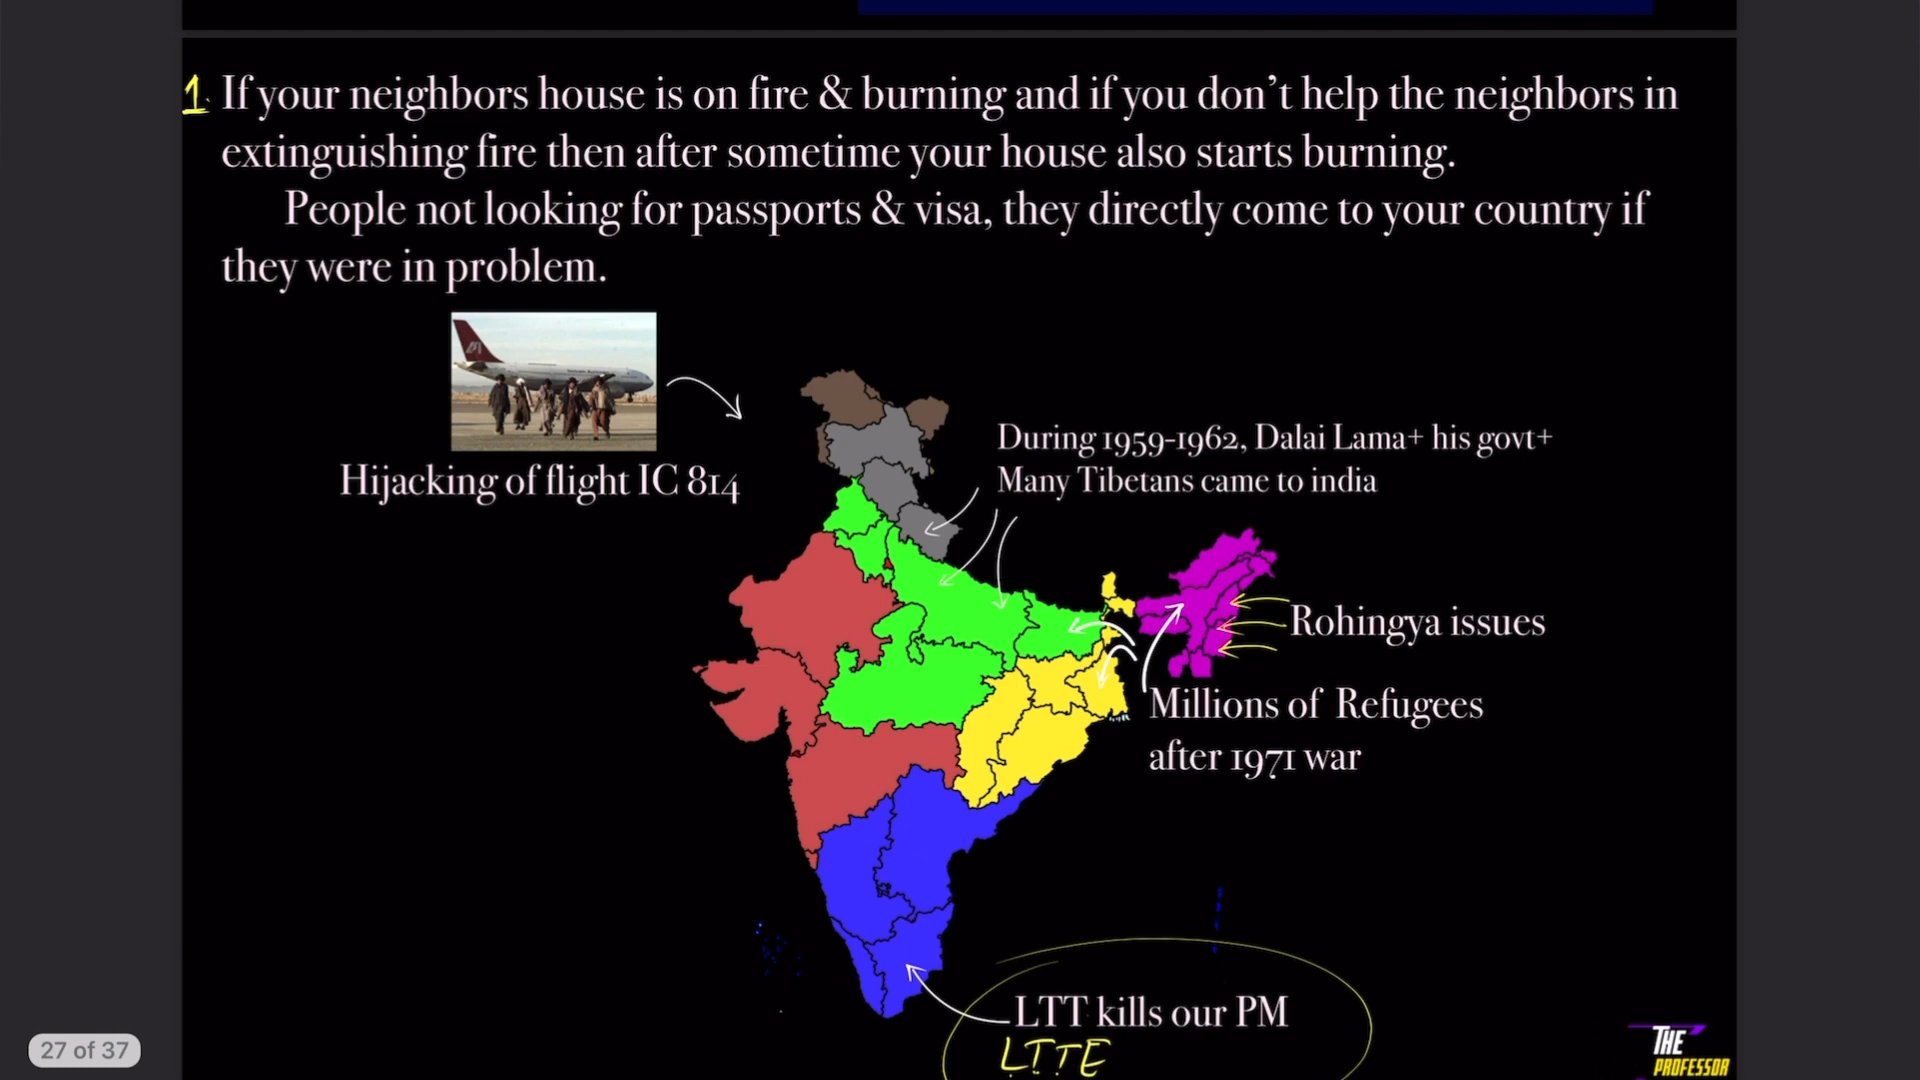 1. If your neighbors house is on fire & burning and if you don't help the neighbors in
extinguishing fire then after sometime your house also starts burning.
People not looking for passports & visa, they directly come to your country if
they were in problem.
Hijacking of flight IC 814
During 1959-1962, Dalai Lama+ his govt+
Many Tibetans came to india
Rohingya issues
Millions of Refugees
after 1971 war
LTT kills our PM
LTTE
27 of 37
THE
PROFESSOR